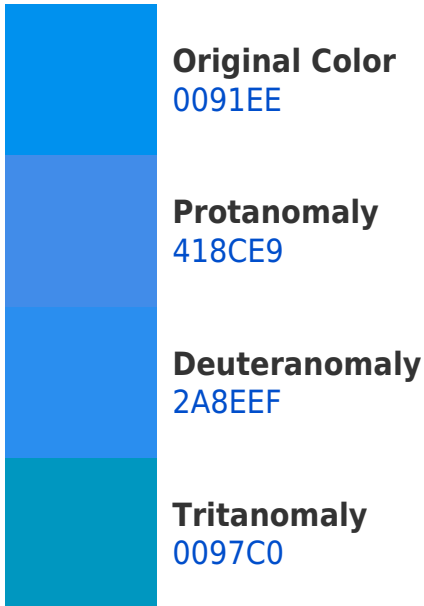 Original Color
0091EE
Protanomaly
418CE9
Deuteranomaly
2A8EEF
Tritanomaly
0097C0